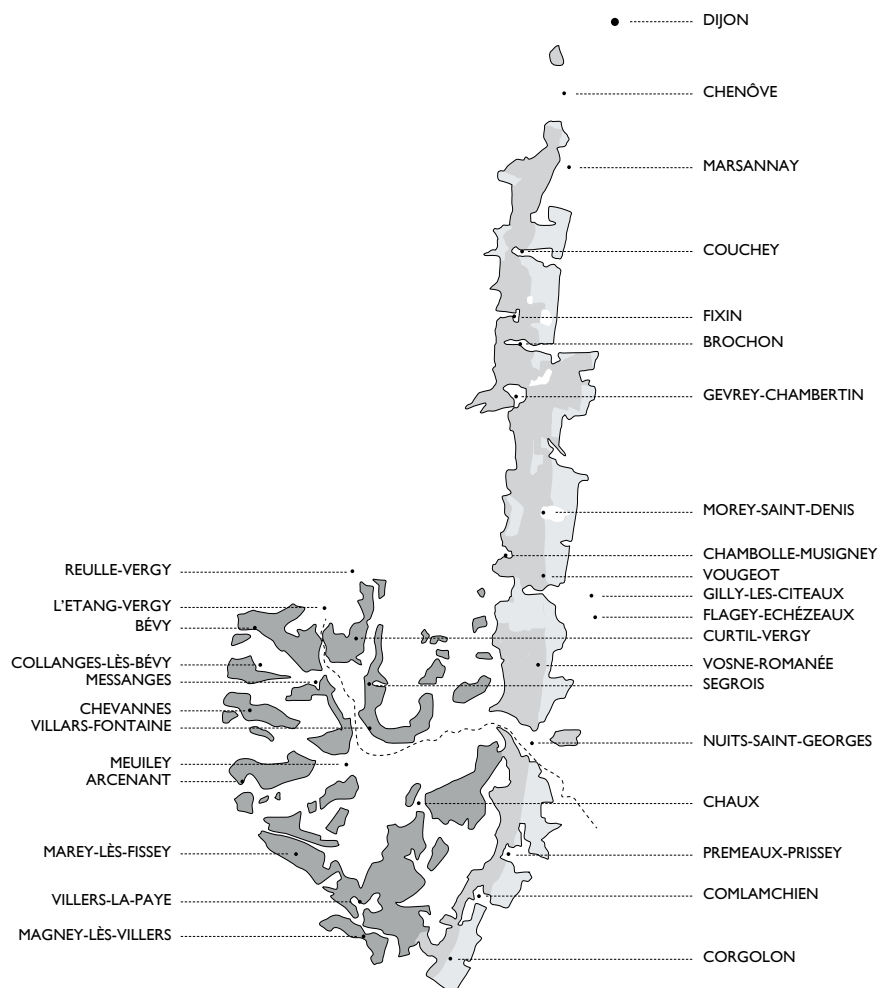 DIJON
CHENÔVE
MARSANNAY
COUCHEY
FIXIN
BROCHON
GEVREY-CHAMBERTIN
MOREY-SAINT-DENIS
CHAMBOLLE-MUSIGNEY
VOUGEOT
GILLY-LES-CITEAUX
FLAGEY-ECHÉZEAUX
CURTIL-VERGY
VOSNE-ROMANÉE
SEGROIS
NUITS-SAINT-GEORGES
CHAUX
PREMEAUX-PRISSEY
COMLAMCHIEN
CORGOLON
REULLE-VERGY
L'ETANG-VERGY
BÉVY
COLLANGES-LÈS-BÉVY
MESSANGES
CHEVANNES
VILLARS-FONTAINE
MEUILEY
ARCENANT
MAREY-LÈS-FISSEY
VILLERS-LA-PAYE
MAGNEY-LÈS-VILLERS